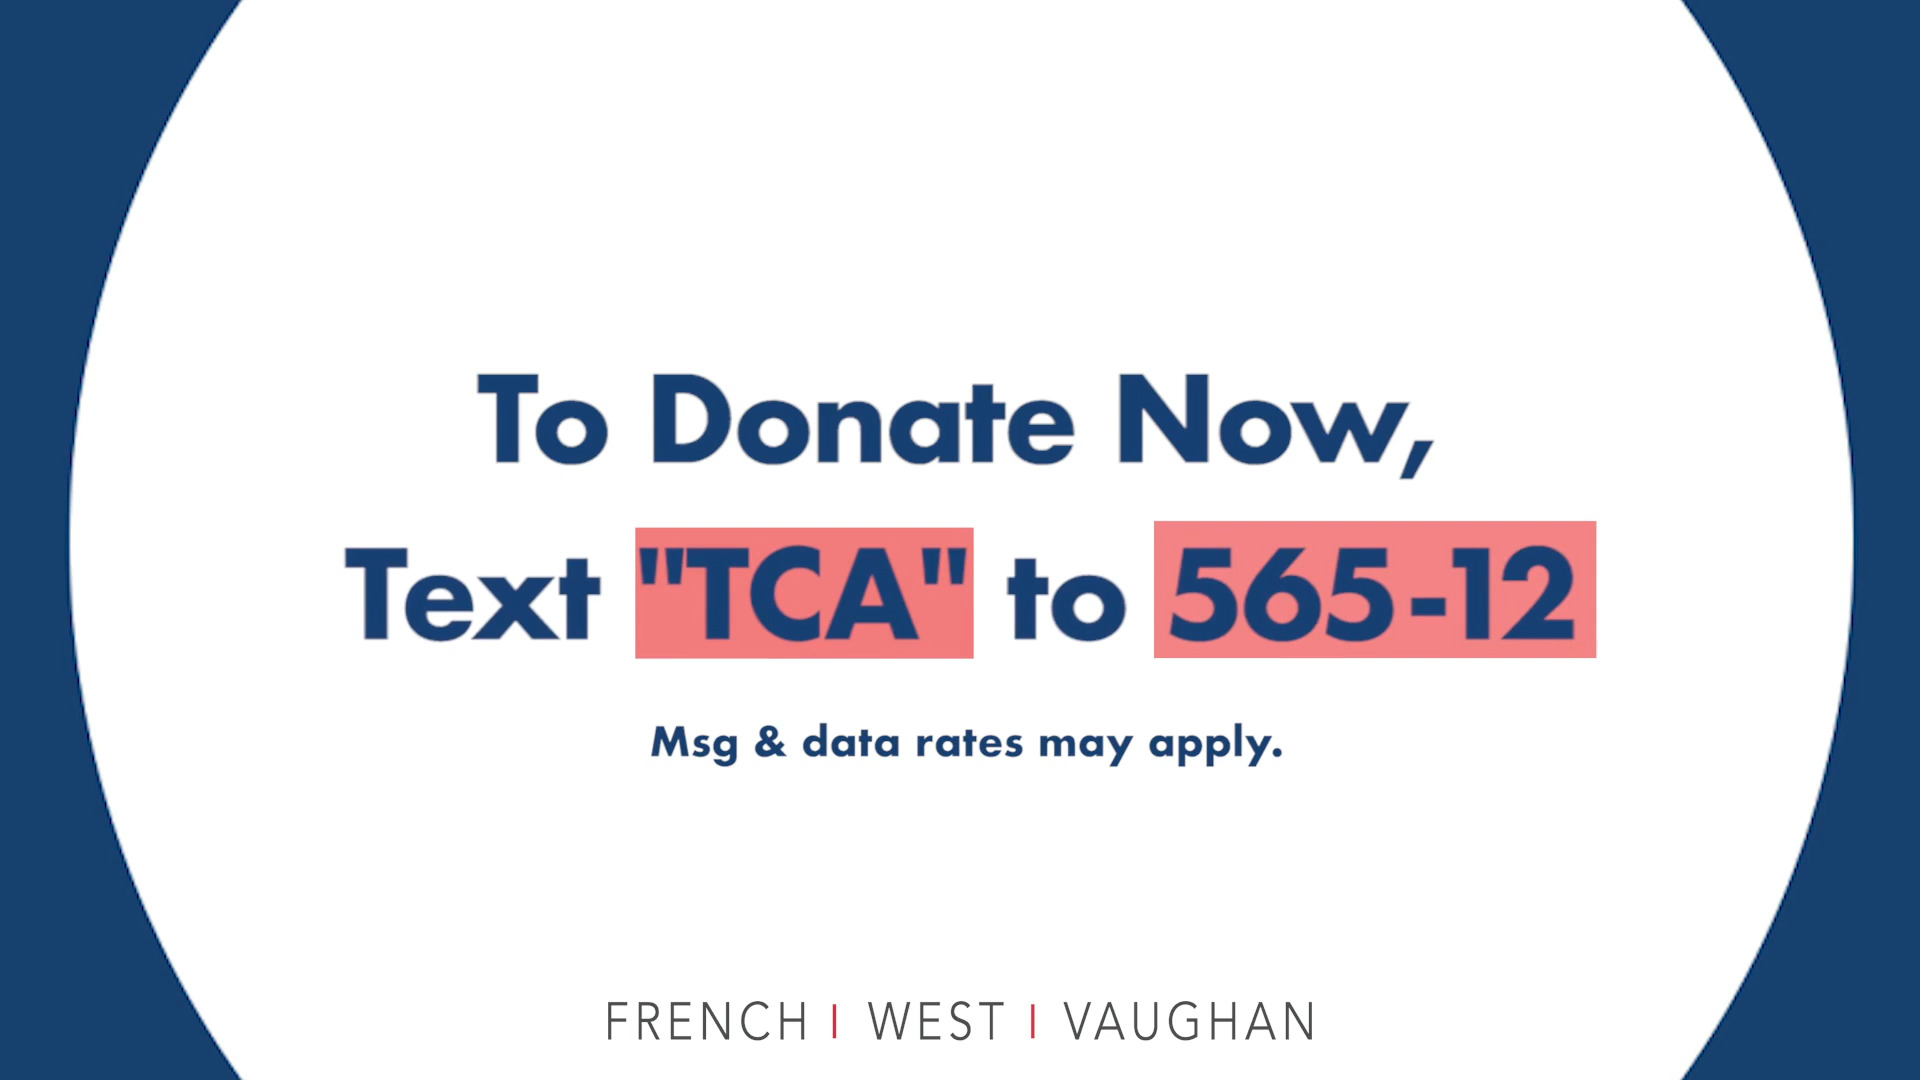 To Donate Now,
Text "TCA" to 565-12
Msg & data rates may apply.
FRENCH | WEST | VAUGHAN